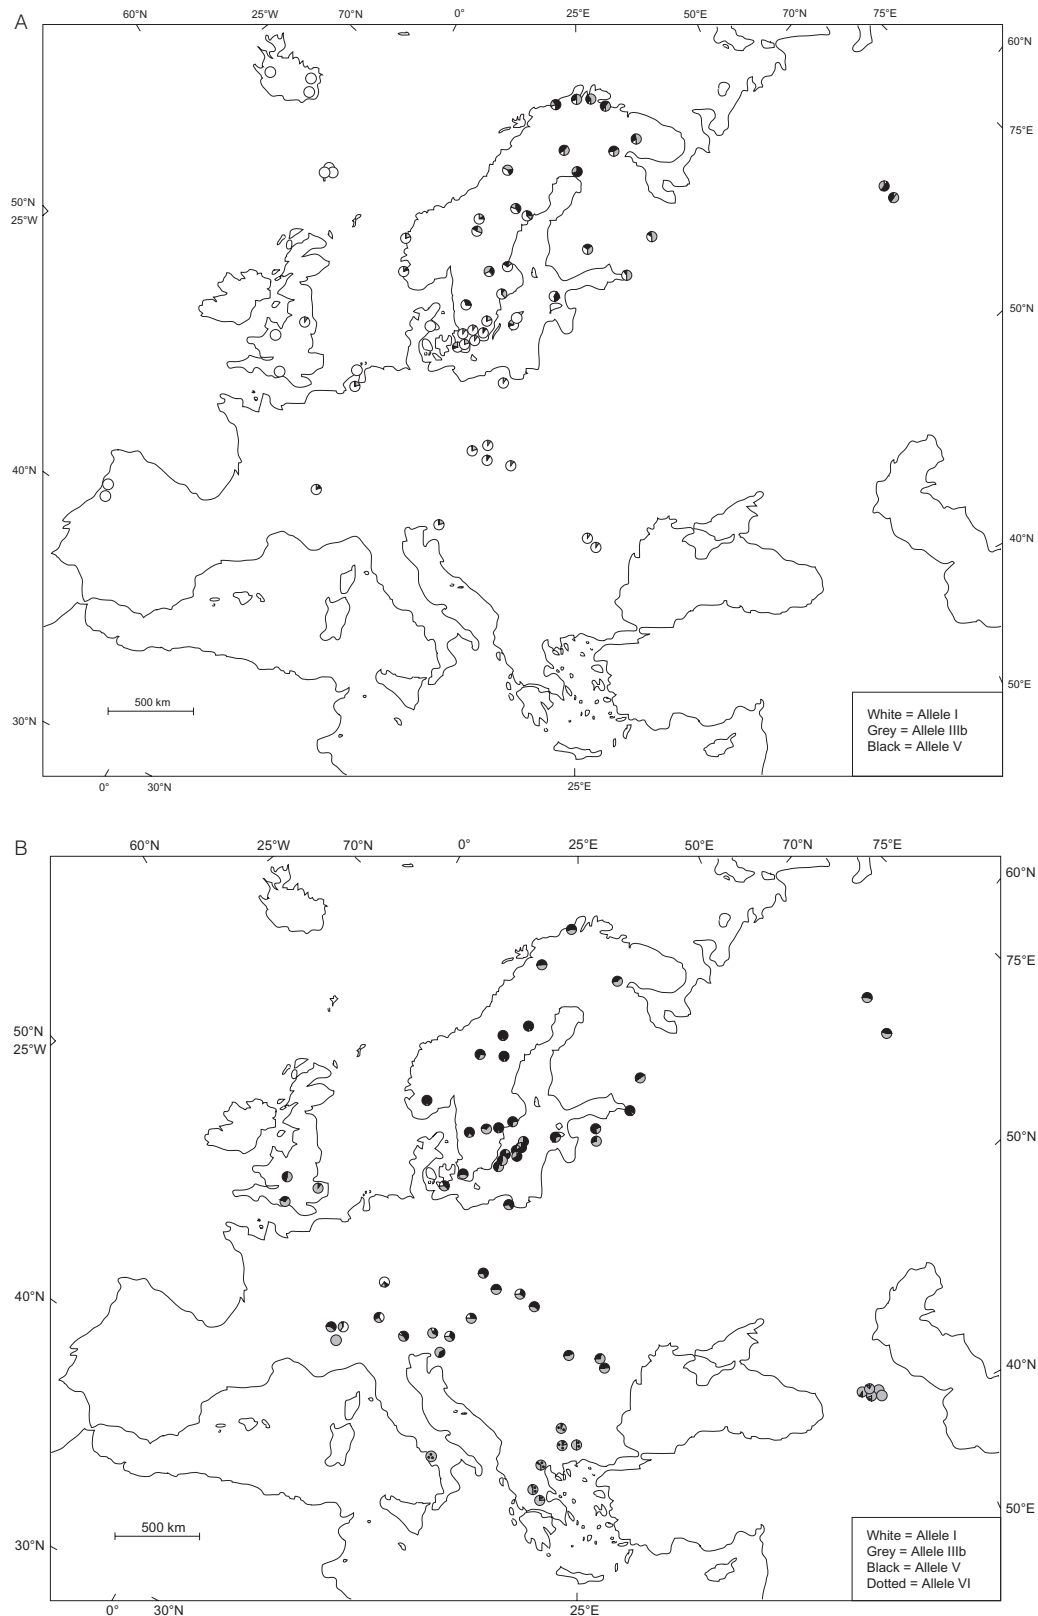 A
60°N 25°W 70°N 0° 25°E 50°E 70°N 75°E
60°N
75°E
50°N
25°W
50°N
40°N
40°N
50°E
500 km
30°N
White = Allele I
Grey = Allele IIIb
Black = Allele V
0° 30°N 25°E
B
60°N 25°W 70°N 0° 25°E 50°E 70°N 75°E
60°N
75°E
50°N
25°W
50°N
40°N
40°N
50°E
500 km
30°N
White = Allele I
Grey = Allele IIIb
Black = Allele V
Dotted = Allele VI
0° 30°N 25°E